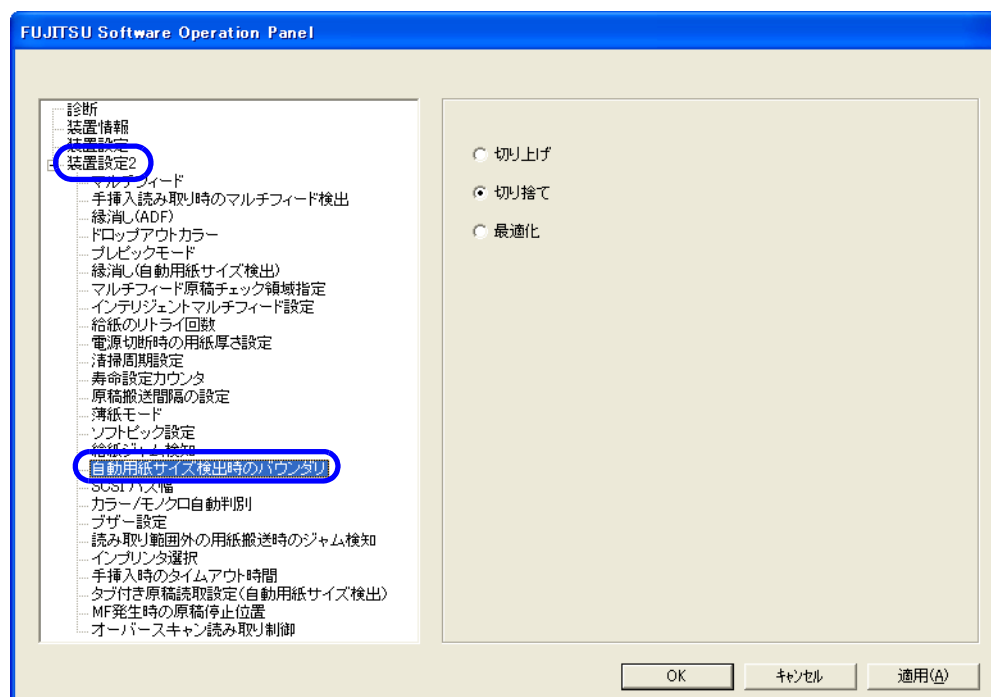 FUJITSU Software Operation Panel
診断
装置情報
装置設定
装置設定2
マルチフィード
手挿入読み取り時のマルチフィード検出
縁消し(ADF)
ドロップアウトカラー
プレピックモード
縁消し(自動用紙サイズ検出)
マルチフィード原稿チェック領域指定
インテリジェントマルチフィード設定
給紙のリトライ回数
電源切断時の用紙厚さ設定
清掃周期設定
寿命設定カウンタ
原稿搬送間隔の設定
薄紙モード
ソフトピック設定
給紙ジャム検知
自動用紙サイズ検出時のバウンダリ
SCSI バス幅
カラー/モノクロ自動判別
ブザー設定
読み取り範囲外の用紙搬送時のジャム検知
インプリンタ選択
手挿入時のタイムアウト時間
タブ付き原稿読取設定(自動用紙サイズ検出)
MF発生時の原稿停止位置
オーバースキャン読み取り制御
切り上げ
切り捨て
最適化
OK
キャンセル
適用(A)